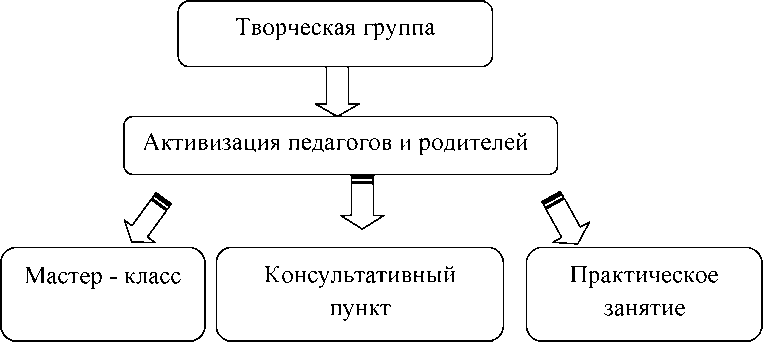 Творческая группа
Активизация педагогов и родителей
Мастер - класс
Консультативный
пункт
Практическое
занятие